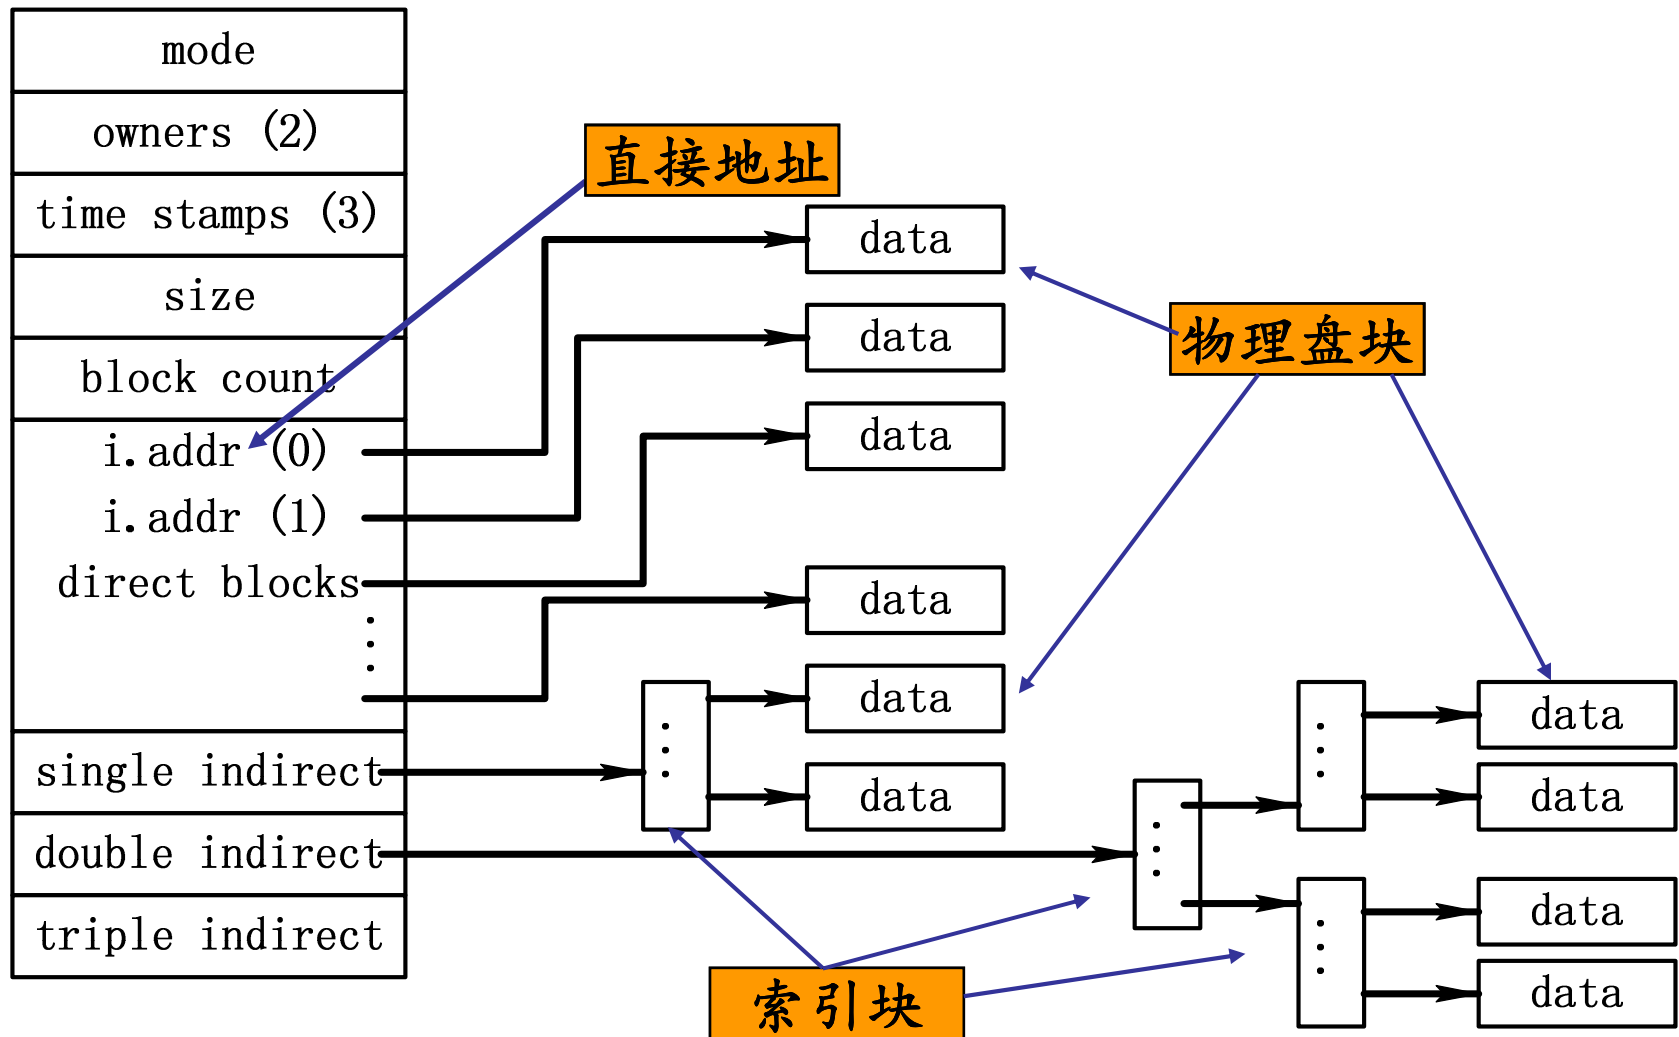 mode
owners (2)
time stamps (3)
size
block count
i.addr (0)
i.addr (1)
direct blocks
single indirect
double indirect
triple indirect
直接地址
data
data
data
data
data
data
物理盘块
data
data
data
data
索引块